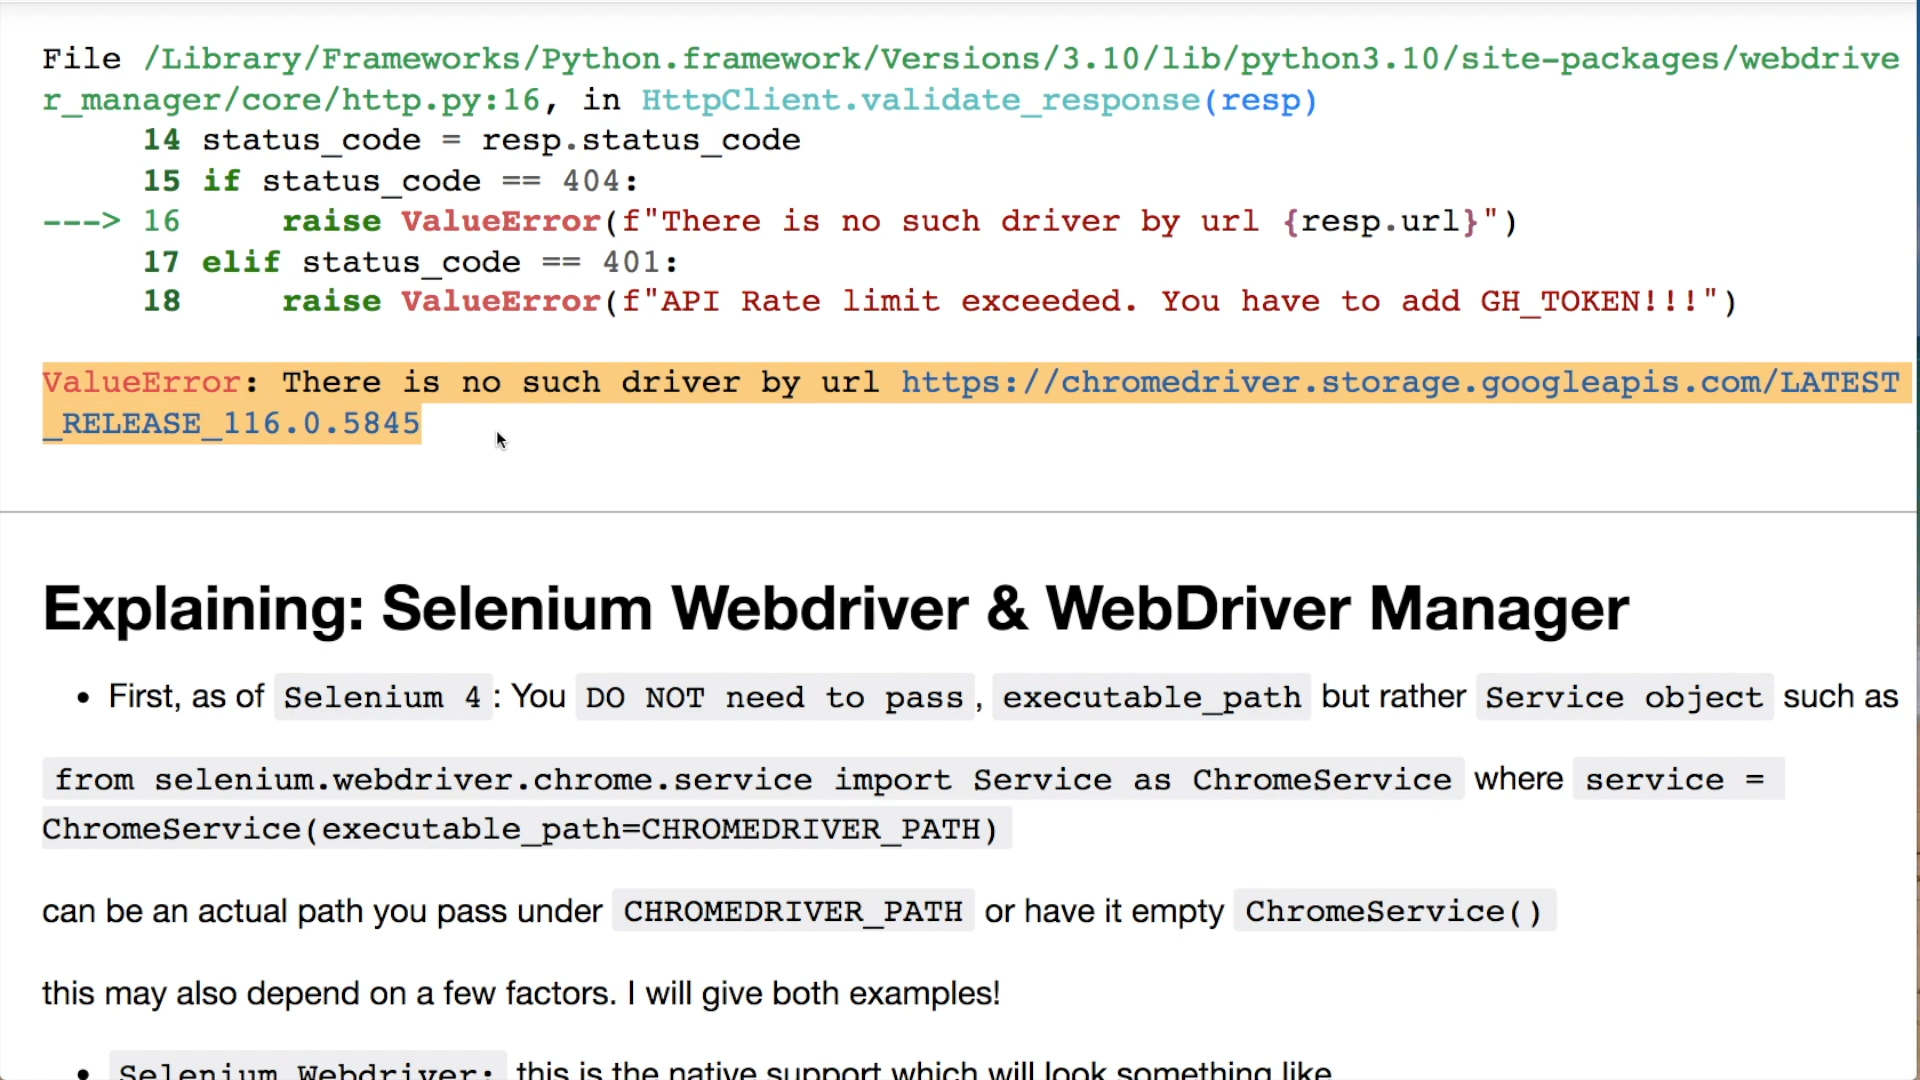 File /Library/Frameworks/Python.framework/Versions/3.10/lib/python3.10/site-packages/webdrive
r_manager/core/http.py:16, in HttpClient.validate_response(resp)
14 status_code = resp.status_code
15 if status_code == 404:
---> 16     raise ValueError(f"There is no such driver by url {resp.url}")
17 elif status_code == 401:
18     raise ValueError(f"API Rate limit exceeded. You have to add GH_TOKEN!!!")
ValueError: There is no such driver by url https://chromedriver.storage.googleapis.com/LATEST
_RELEASE_116.0.5845
Explaining: Selenium Webdriver & WebDriver Manager
• First, as of Selenium 4: You DO NOT need to pass, executable_path but rather Service object such as
from selenium.webdriver.chrome.service import Service as ChromeService where service =
ChromeService(executable_path=CHROMEDRIVER_PATH)
can be an actual path you pass under CHROMEDRIVER_PATH or have it empty ChromeService()
this may also depend on a few factors. I will give both examples!
• Selenium Webdriver: this is the native support which will look something like